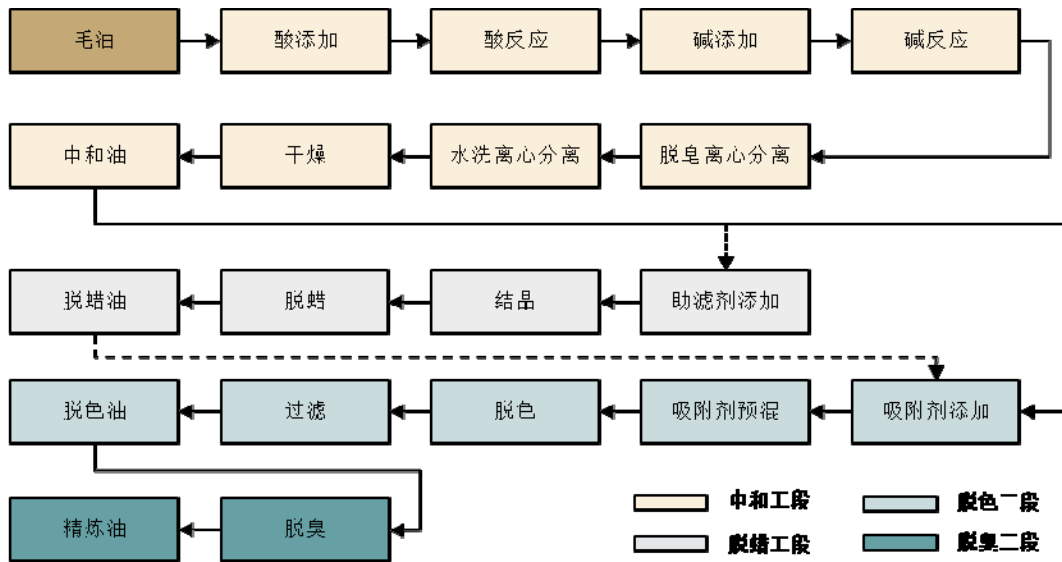 毛油
酸添加
酸反应
碱添加
碱反应
中和油
干燥
水洗离心分离
脱皂离心分离
脱蜡油
脱蜡
结晶
助滤剂添加
脱色油
过滤
脱色
吸附剂预混
吸附剂添加
精炼油
脱臭
中和工段
脱色二段
脱蜡工段
脱臭二段